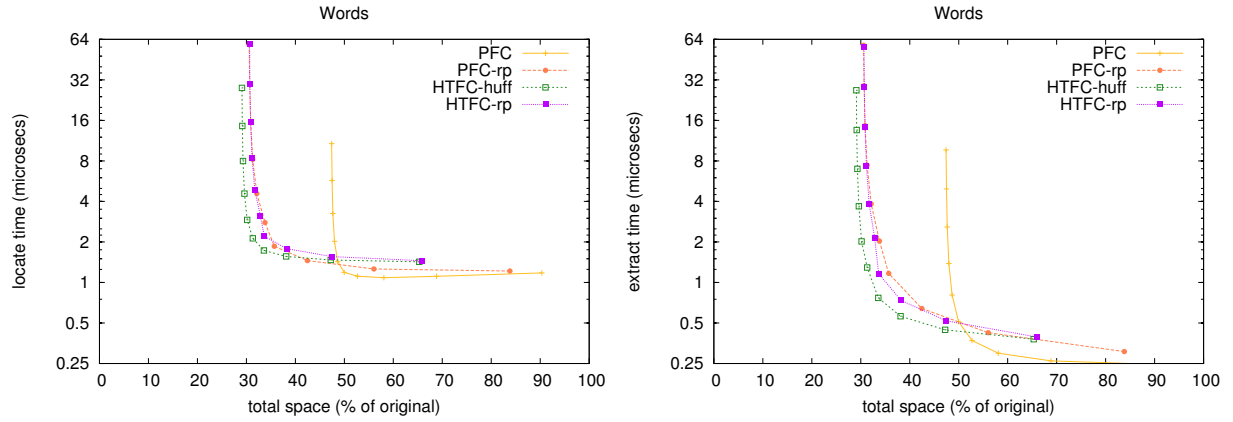 Words
64
32
16
8
4
2
1
0.5
0.25
locate time (microsecs)
PFC
PFC-rp
HTFC-huff
HTFC-rp
0 10 20 30 40 50 60 70 80 90 100
total space (% of original)
Words
64
32
16
8
4
2
1
0.5
0.25
extract time (microsecs)
PFC
PFC-rp
HTFC-huff
HTFC-rp
0 10 20 30 40 50 60 70 80 90 100
total space (% of original)